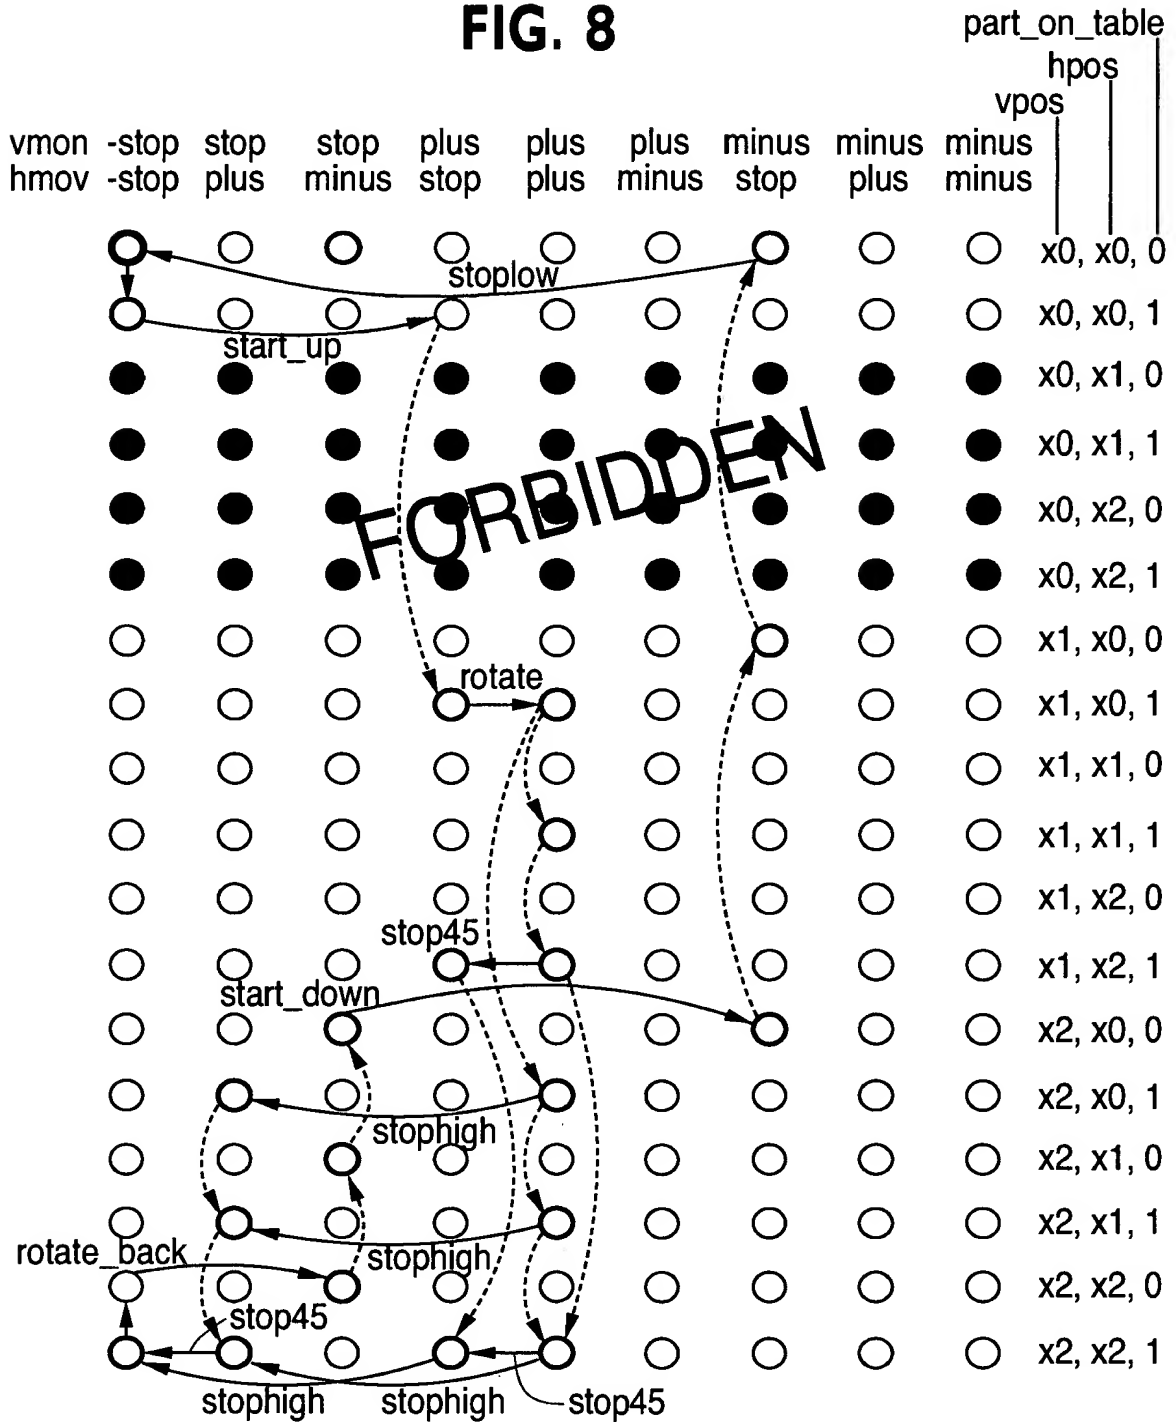 FIG. 8
part_on_table
hpos
vpos
vmon -stop stop stop plus plus plus minus minus minus
hmov -stop plus minus stop plus minus stop plus minus
x0, x0, 0
stoplow
x0, x0, 1
start_up
x0, x1, 0
x0, x1, 1
FORBIDDEN
x0, x2, 0
x0, x2, 1
x1, x0, 0
rotate
x1, x0, 1
x1, x1, 0
x1, x1, 1
x1, x2, 0
stop45
x1, x2, 1
start_down
x2, x0, 0
x2, x0, 1
stophigh
x2, x1, 0
x2, x1, 1
rotate_back
stophigh
x2, x2, 0
stop45
x2, x2, 1
stophigh stophigh stop45